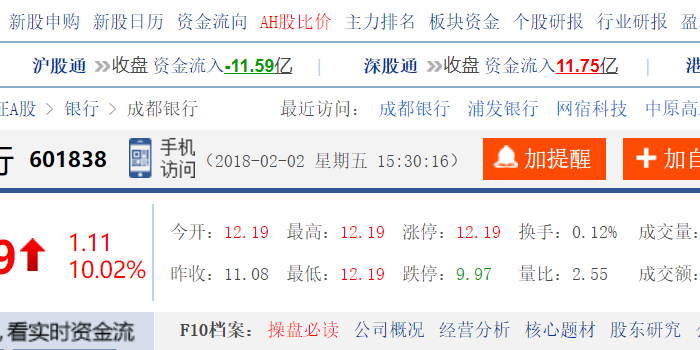 新股申购 新股日历 资金流向 AH股比价 主力排名 板块资金 个股研报 行业研报 盈
沪股通 收盘 资金流入-11.59亿 | 深股通 收盘 资金流入11.75亿 | 港
证A股 > 银行 > 成都银行 最近访问: 成都银行 浦发银行 网宿科技 中原高
行 601838 手机访问 (2018-02-02 星期五 15:30:16) 加提醒 + 加自
9 1.11 今开: 12.19 最高: 12.19 涨停: 12.19 换手: 0.12% 成交量:
10.02% 昨收: 11.08 最低: 12.19 跌停: 9.97 量比: 2.55 成交额:
,看实时资金流 F10档案: 操盘必读 公司概况 经营分析 核心题材 股东研究